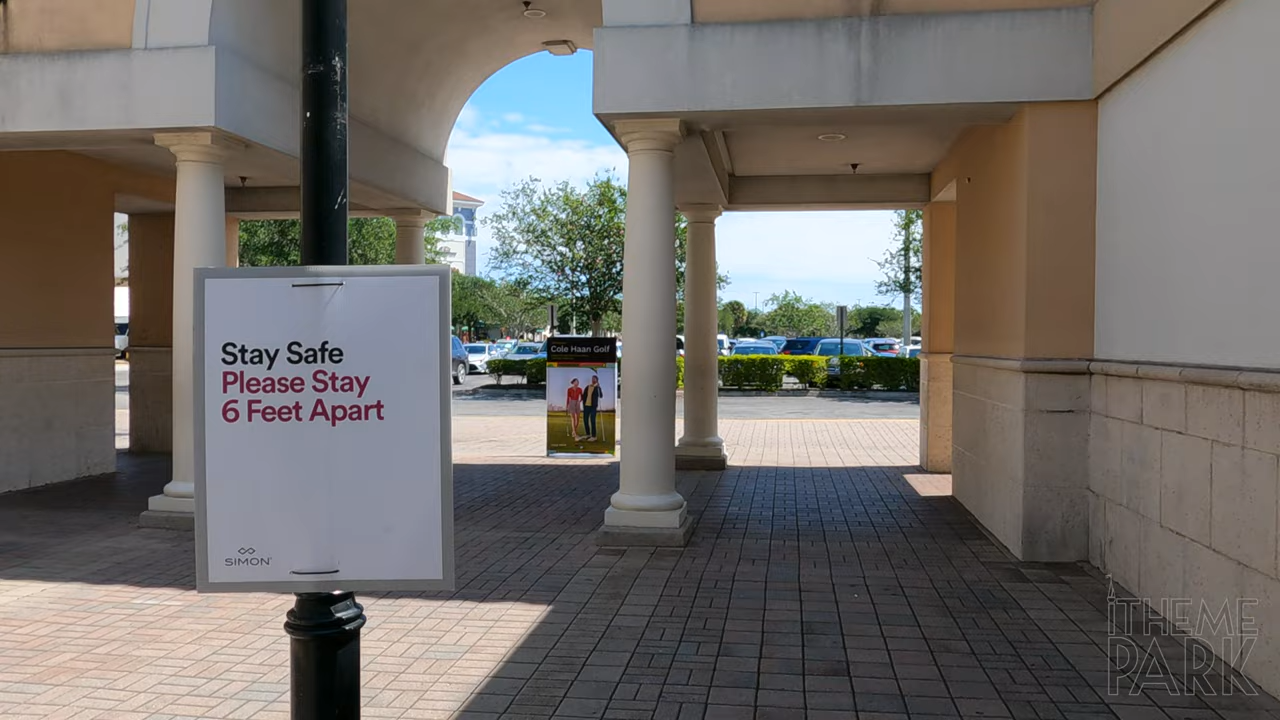 Stay Safe
Please Stay
6 Feet Apart
SIMON
Cole Haan Golf
iTHEME
PARK